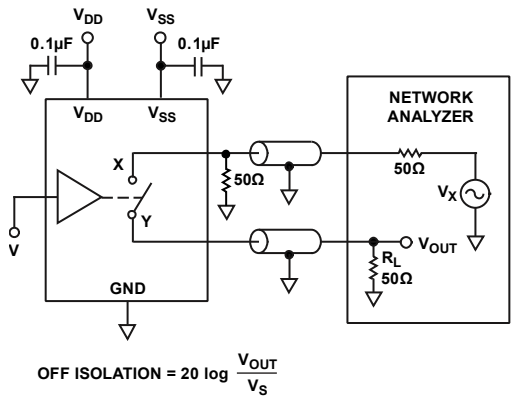 VDD VSS
0.1µF 0.1µF
VDD VSS
NETWORK
ANALYZER
X
50Ω
50Ω
VX
Y
V
VOUT
RL
50Ω
GND
OFF ISOLATION = 20 log VOUT
VS